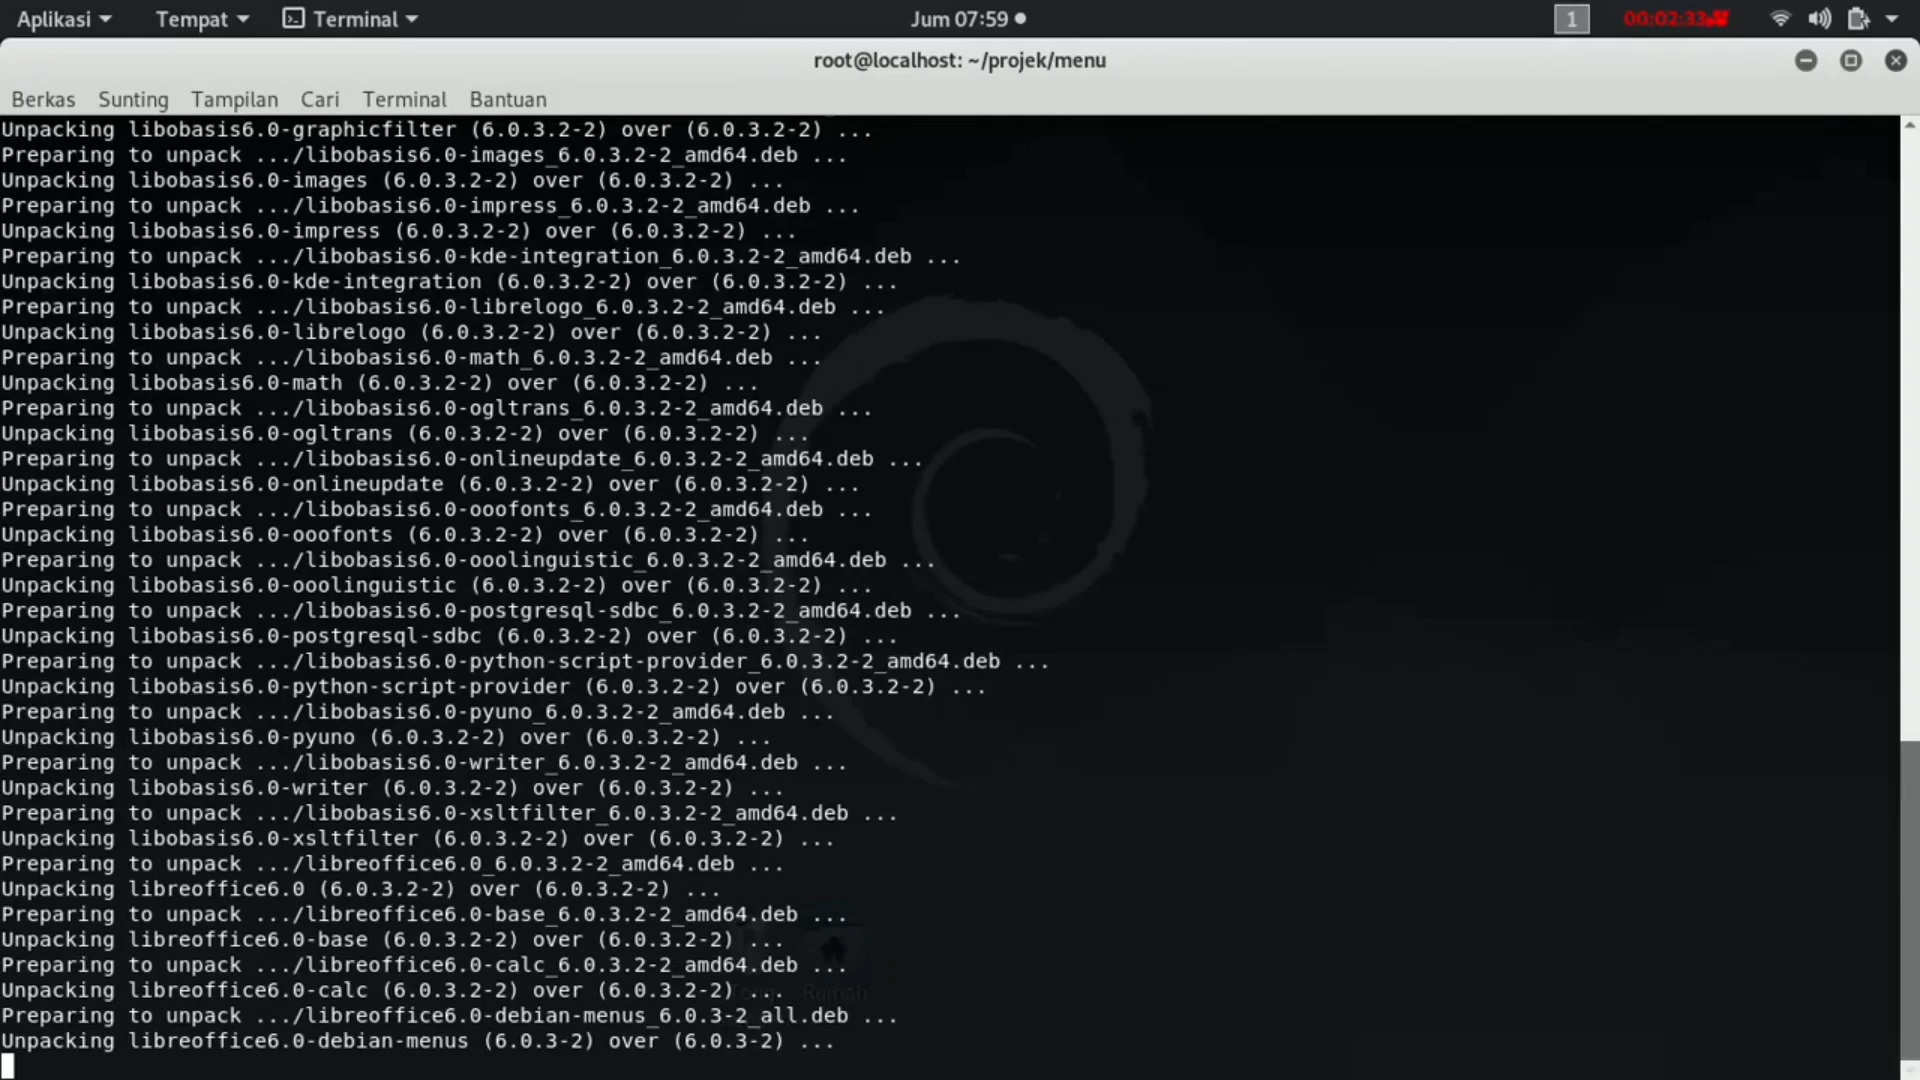 Aplikasi Tempat Terminal Jum 07:59 1 00:02:33
root@localhost: ~/projek/menu
Berkas Sunting Tampilan Cari Terminal Bantuan
Unpacking libobasis6.0-graphicfilter (6.0.3.2-2) over (6.0.3.2-2) ...
Preparing to unpack .../libobasis6.0-images_6.0.3.2-2_amd64.deb ...
Unpacking libobasis6.0-images (6.0.3.2-2) over (6.0.3.2-2) ...
Preparing to unpack .../libobasis6.0-impress_6.0.3.2-2_amd64.deb ...
Unpacking libobasis6.0-impress (6.0.3.2-2) over (6.0.3.2-2) ...
Preparing to unpack .../libobasis6.0-kde-integration_6.0.3.2-2_amd64.deb ...
Unpacking libobasis6.0-kde-integration (6.0.3.2-2) over (6.0.3.2-2) ...
Preparing to unpack .../libobasis6.0-librelogo_6.0.3.2-2_amd64.deb ...
Unpacking libobasis6.0-librelogo (6.0.3.2-2) over (6.0.3.2-2) ...
Preparing to unpack .../libobasis6.0-math_6.0.3.2-2_amd64.deb ...
Unpacking libobasis6.0-math (6.0.3.2-2) over (6.0.3.2-2) ...
Preparing to unpack .../libobasis6.0-ogltrans_6.0.3.2-2_amd64.deb ...
Unpacking libobasis6.0-ogltrans (6.0.3.2-2) over (6.0.3.2-2) ...
Preparing to unpack .../libobasis6.0-onlineupdate_6.0.3.2-2_amd64.deb ...
Unpacking libobasis6.0-onlineupdate (6.0.3.2-2) over (6.0.3.2-2) ...
Preparing to unpack .../libobasis6.0-ooofonts_6.0.3.2-2_amd64.deb ...
Unpacking libobasis6.0-ooofonts (6.0.3.2-2) over (6.0.3.2-2) ...
Preparing to unpack .../libobasis6.0-ooolinguistic_6.0.3.2-2_amd64.deb ...
Unpacking libobasis6.0-ooolinguistic (6.0.3.2-2) over (6.0.3.2-2) ...
Preparing to unpack .../libobasis6.0-postgresql-sdbc_6.0.3.2-2_amd64.deb ...
Unpacking libobasis6.0-postgresql-sdbc (6.0.3.2-2) over (6.0.3.2-2) ...
Preparing to unpack .../libobasis6.0-python-script-provider_6.0.3.2-2_amd64.deb ...
Unpacking libobasis6.0-python-script-provider (6.0.3.2-2) over (6.0.3.2-2) ...
Preparing to unpack .../libobasis6.0-pyuno_6.0.3.2-2_amd64.deb ...
Unpacking libobasis6.0-pyuno (6.0.3.2-2) over (6.0.3.2-2) ...
Preparing to unpack .../libobasis6.0-writer_6.0.3.2-2_amd64.deb ...
Unpacking libobasis6.0-writer (6.0.3.2-2) over (6.0.3.2-2) ...
Preparing to unpack .../libobasis6.0-xsltfilter_6.0.3.2-2_amd64.deb ...
Unpacking libobasis6.0-xsltfilter (6.0.3.2-2) over (6.0.3.2-2) ...
Preparing to unpack .../libreoffice6.0_6.0.3.2-2_amd64.deb ...
Unpacking libreoffice6.0 (6.0.3.2-2) over (6.0.3.2-2) ...
Preparing to unpack .../libreoffice6.0-base_6.0.3.2-2_amd64.deb ...
Unpacking libreoffice6.0-base (6.0.3.2-2) over (6.0.3.2-2) ...
Preparing to unpack .../libreoffice6.0-calc_6.0.3.2-2_amd64.deb ...
Unpacking libreoffice6.0-calc (6.0.3.2-2) over (6.0.3.2-2) ...
Rumah
Preparing to unpack .../libreoffice6.0-debian-menus_6.0.3-2_all.deb ...
Unpacking libreoffice6.0-debian-menus (6.0.3-2) over (6.0.3-2) ...